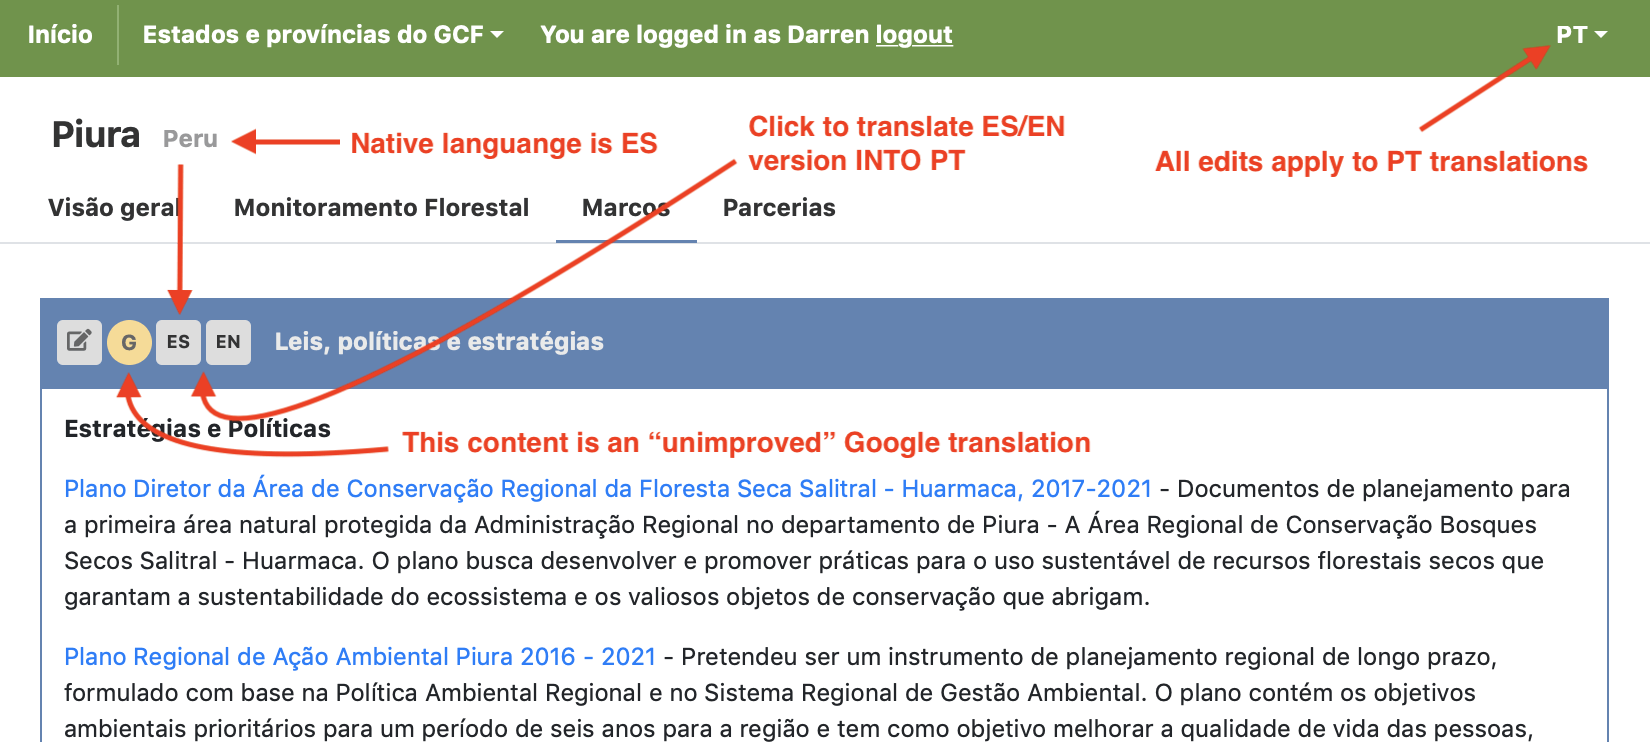 Início Estados e províncias do GCF You are logged in as Darren logout PT
Piura Peru
Native languange is ES
Click to translate ES/EN
version INTO PT
All edits apply to PT translations
Visão geral Monitoramento Florestal Marcos Parcerias
G ES EN Leis, políticas e estratégias
Estratégias e Políticas
This content is an “unimproved” Google translation
Plano Diretor da Área de Conservação Regional da Floresta Seca Salitral - Huarmaca, 2017-2021 - Documentos de planejamento para
a primeira área natural protegida da Administração Regional no departamento de Piura - A Área Regional de Conservação Bosques
Secos Salitral - Huarmaca. O plano busca desenvolver e promover práticas para o uso sustentável de recursos florestais secos que
garantam a sustentabilidade do ecossistema e os valiosos objetos de conservação que abrigam.
Plano Regional de Ação Ambiental Piura 2016 - 2021 - Pretendeu ser um instrumento de planejamento regional de longo prazo,
formulado com base na Política Ambiental Regional e no Sistema Regional de Gestão Ambiental. O plano contém os objetivos
ambientais prioritários para um período de seis anos para a região e tem como objetivo melhorar a qualidade de vida das pessoas,